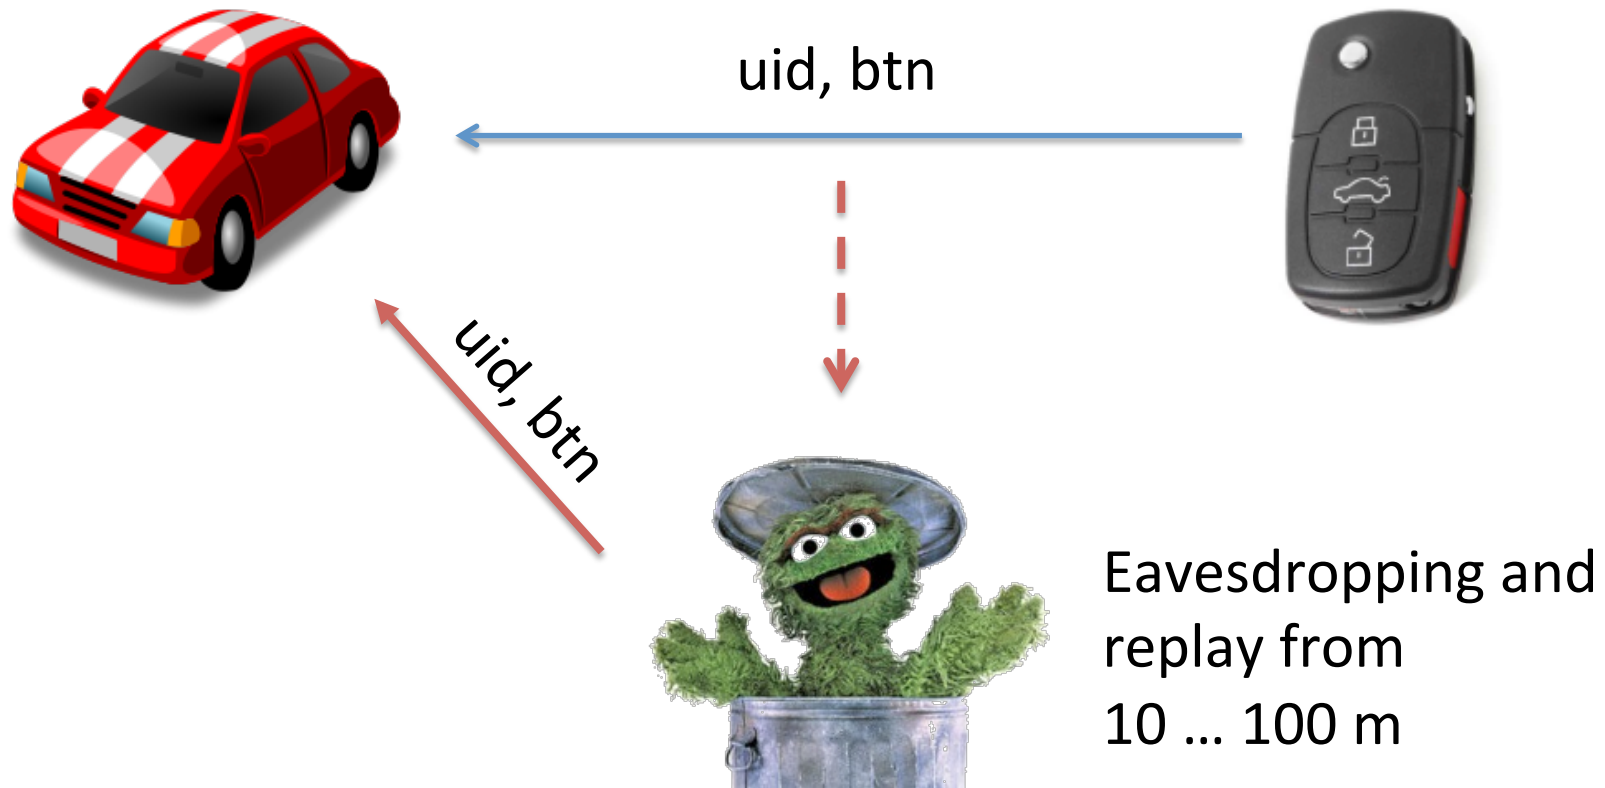 uid, btn
uid, btn
Eavesdropping and
replay from
10 … 100 m